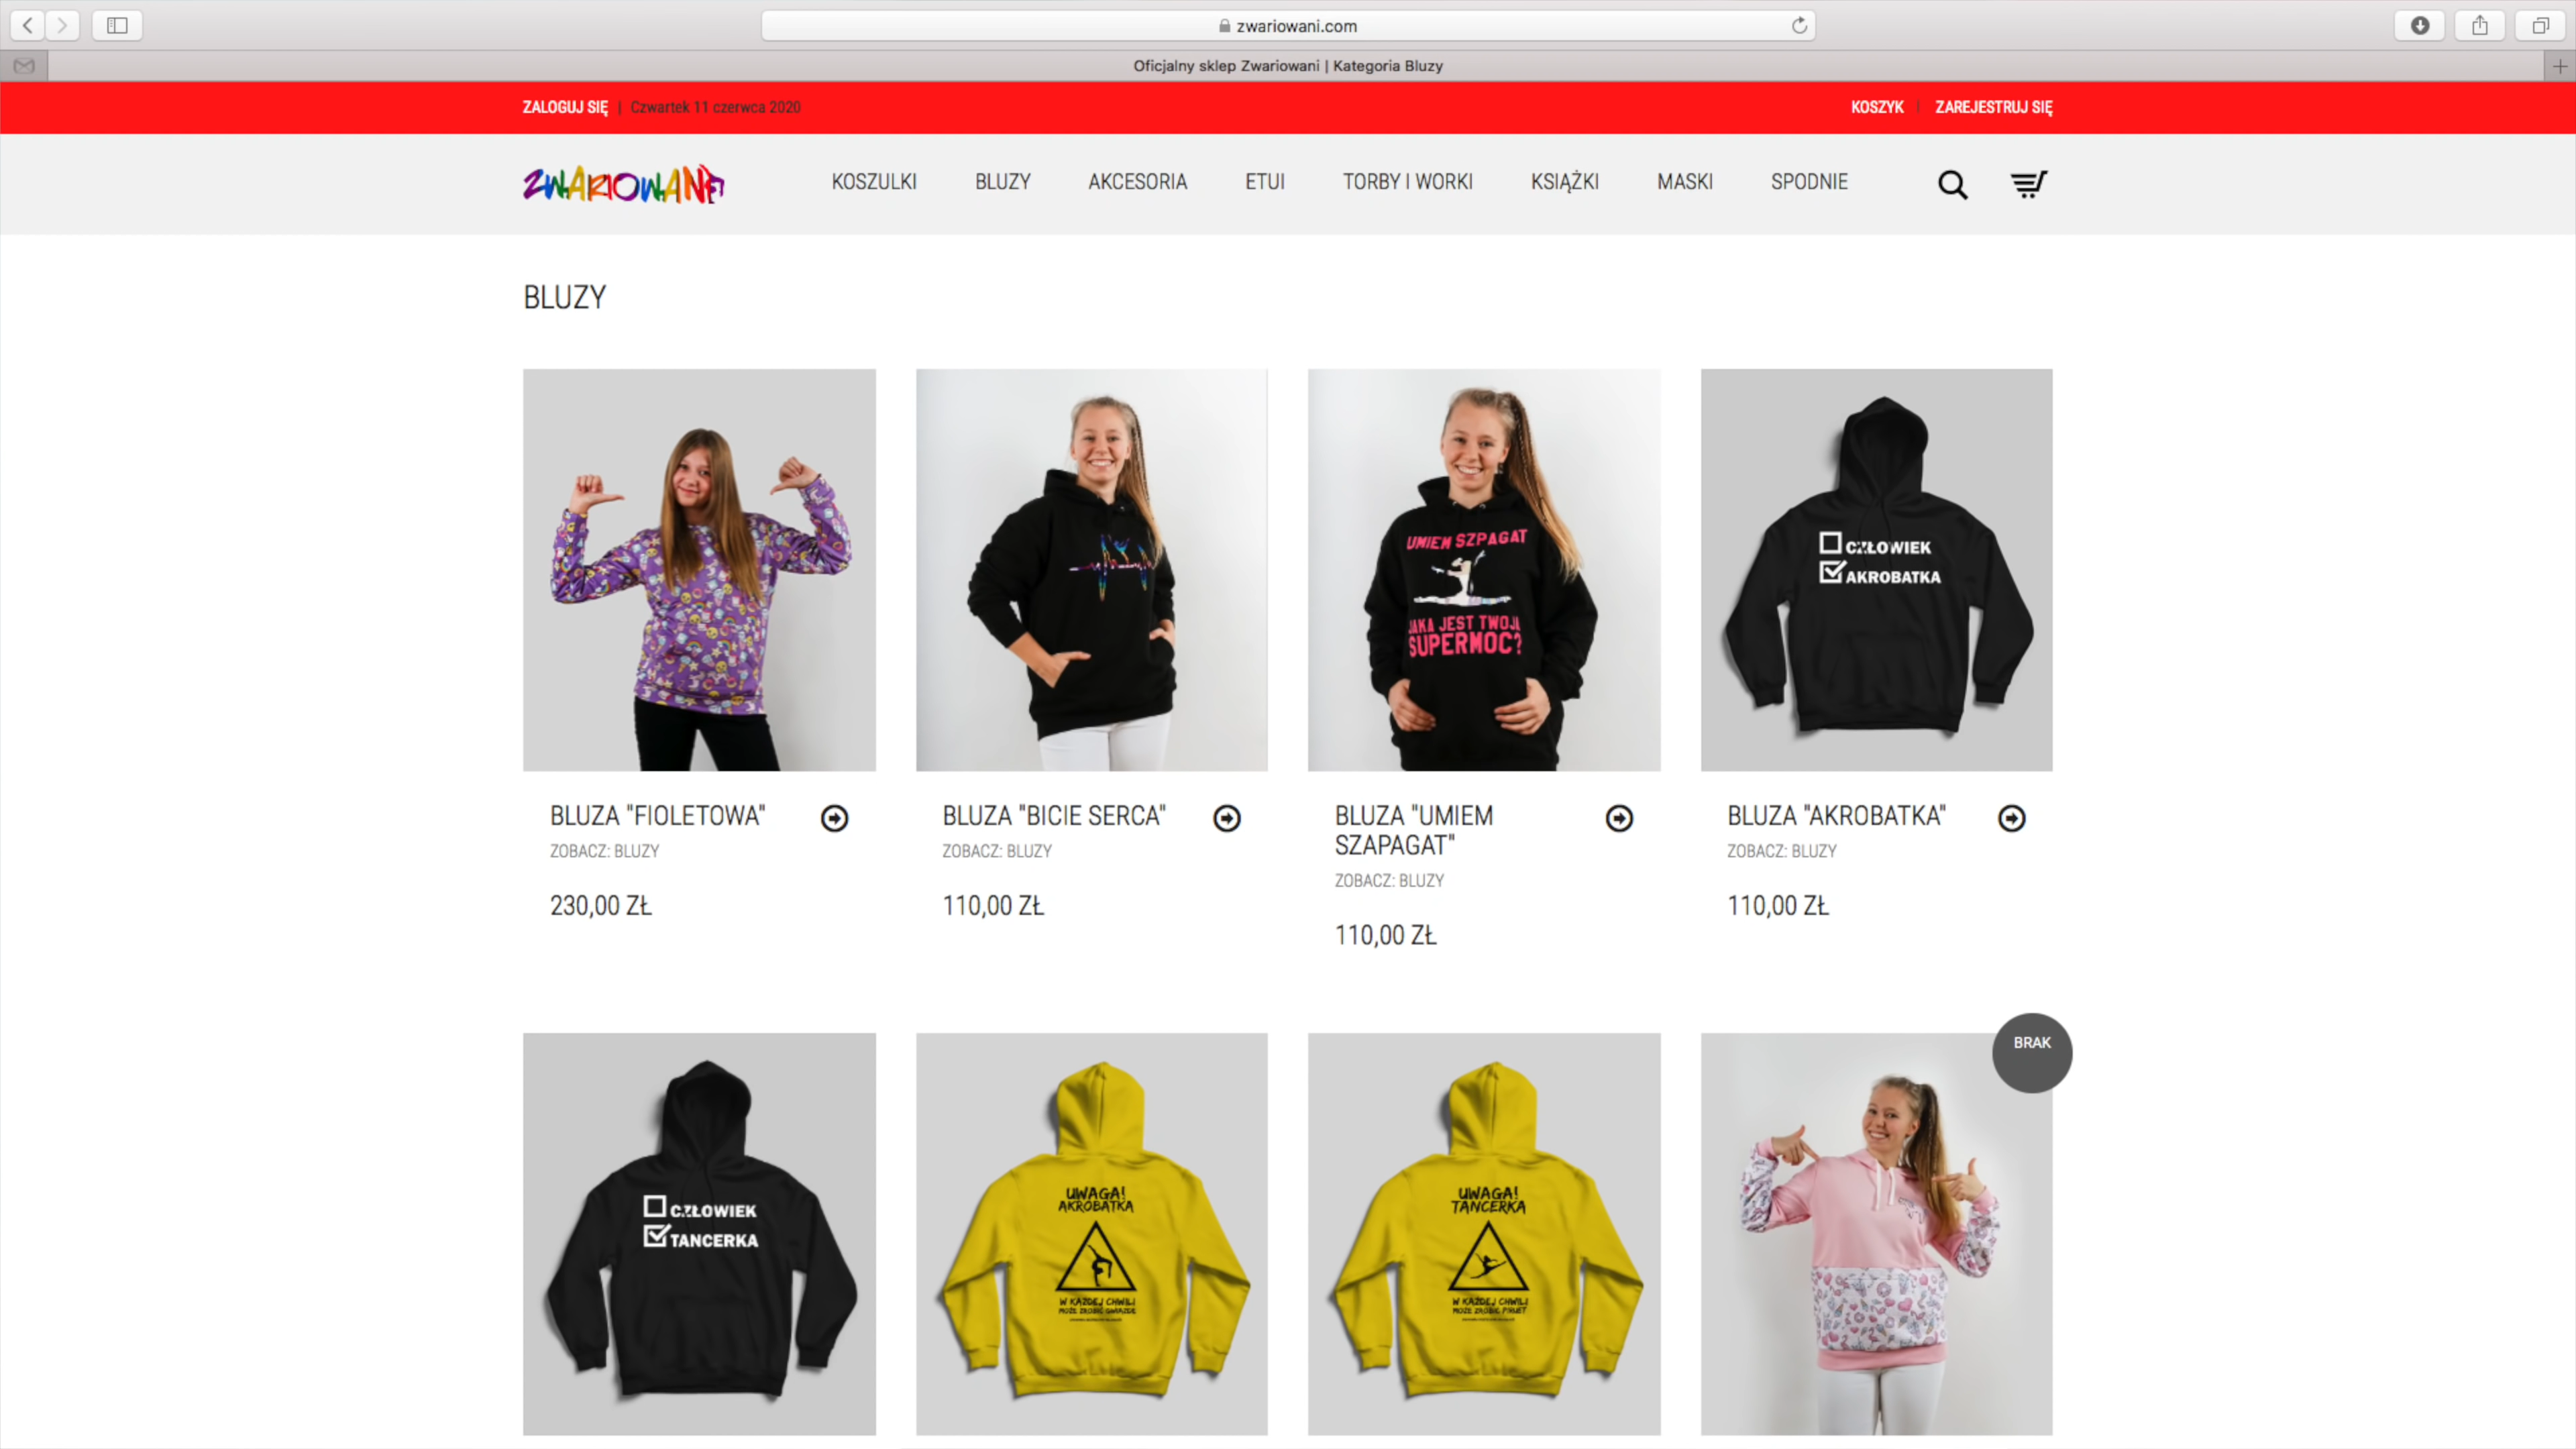 zwariowani.com
Oficjalny sklep Zwariowani | Kategoria Bluzy
ZALOGUJ SIĘ | Czwartek 11 czerwca 2020
KOSZYK | ZAREJESTRUJ SIĘ
ZWARIOWANI
KOSZULKI BLUZY AKCESORIA ETUI TORBY I WORKI KSIĄŻKI MASKI SPODNIE
BLUZY
UMIEM SZPAGAT
JAKA JEST TWOJA
SUPERMOC?
CZŁOWIEK
AKROBATKA
BLUZA "FIOLETOWA"
ZOBACZ: BLUZY
230,00 ZŁ
BLUZA "BICIE SERCA"
ZOBACZ: BLUZY
110,00 ZŁ
BLUZA "UMIEM
SZAPAGAT"
ZOBACZ: BLUZY
110,00 ZŁ
BLUZA "AKROBATKA"
ZOBACZ: BLUZY
110,00 ZŁ
CZŁOWIEK
TANCERKA
UWAGA!
AKROBATKA
W KAŻDEJ CHWILI
MOŻE ZROBIĆ GWIAZDĘ
UWAGA!
TANCERKA
W KAŻDEJ CHWILI
MOŻE ZROBIĆ PIRUET
BRAK